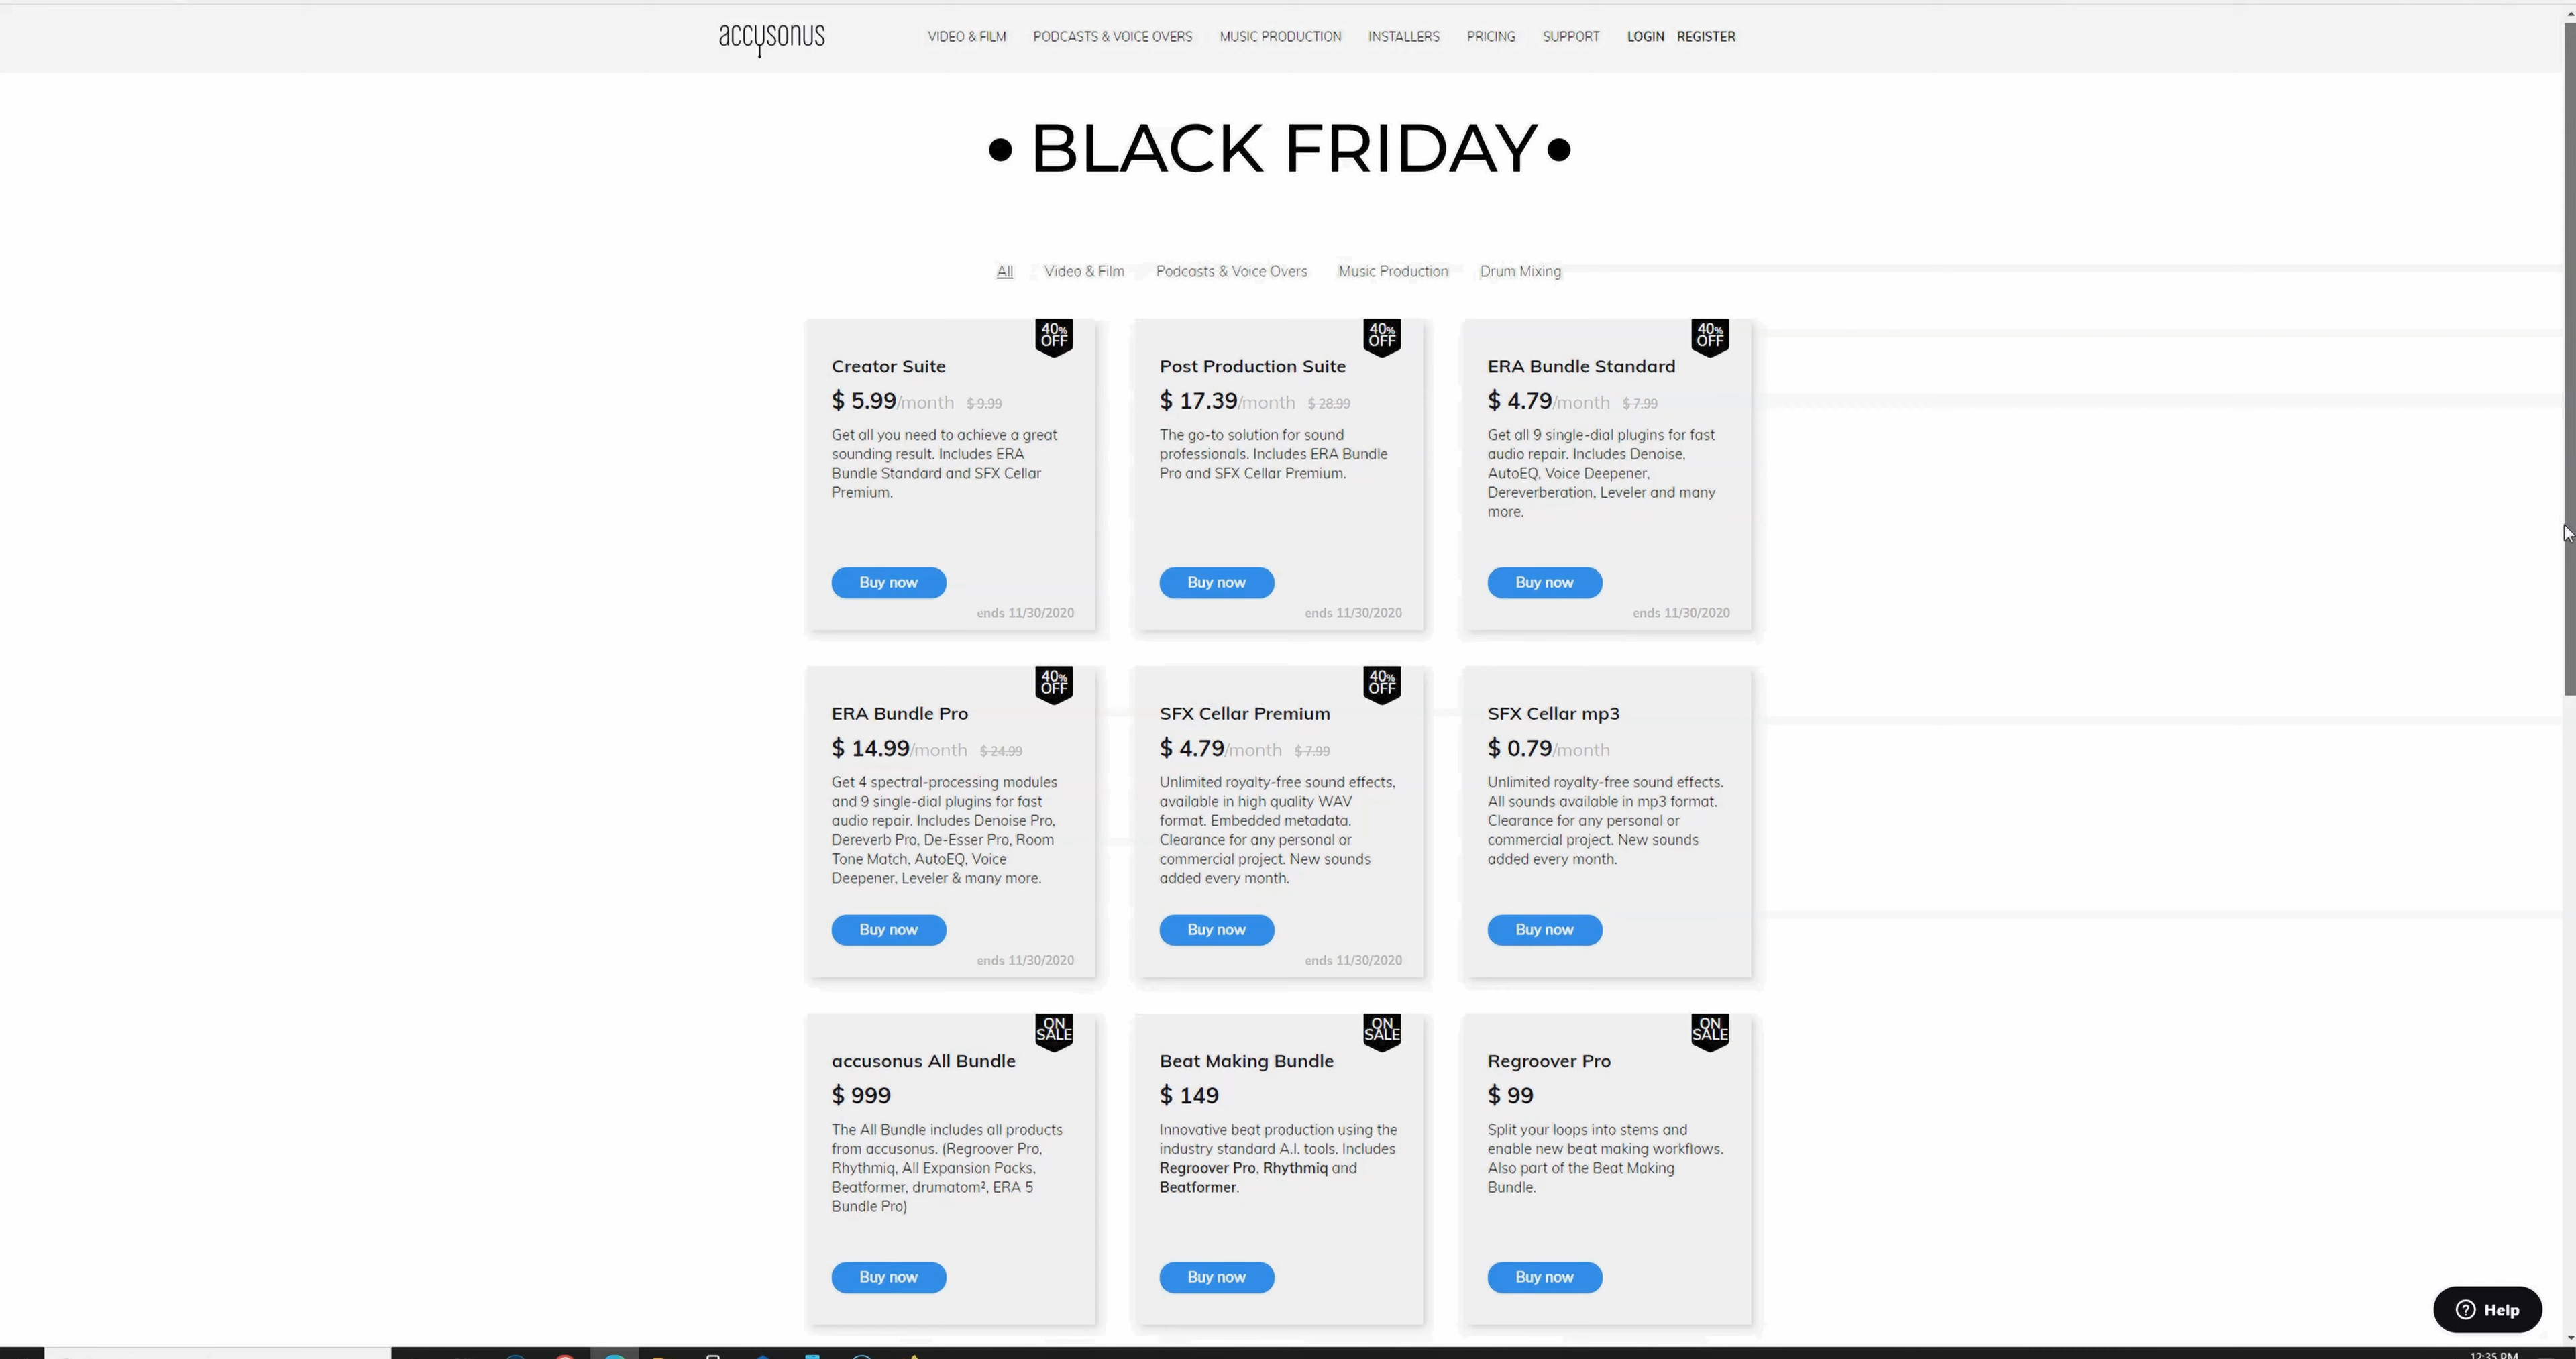 accusonus
VIDEO & FILM
PODCASTS & VOICE OVERS
MUSIC PRODUCTION
INSTALLERS
PRICING
SUPPORT
LOGIN
REGISTER
• BLACK FRIDAY •
All
Video & Film
Podcasts & Voice Overs
Music Production
Drum Mixing
40%
OFF
Creator Suite
$ 5.99/month $ 9.99
Get all you need to achieve a great
sounding result. Includes ERA
Bundle Standard and SFX Cellar
Premium.
Buy now
ends 11/30/2020
40%
OFF
Post Production Suite
$ 17.39/month $ 28.99
The go-to solution for sound
professionals. Includes ERA Bundle
Pro and SFX Cellar Premium.
Buy now
ends 11/30/2020
40%
OFF
ERA Bundle Standard
$ 4.79/month $ 7.99
Get all 9 single-dial plugins for fast
audio repair. Includes Denoise,
AutoEQ, Voice Deepener,
Dereverberation, Leveler and many
more.
Buy now
ends 11/30/2020
40%
OFF
ERA Bundle Pro
$ 14.99/month $ 24.99
Get 4 spectral-processing modules
and 9 single-dial plugins for fast
audio repair. Includes Denoise Pro,
Dereverb Pro, De-Esser Pro, Room
Tone Match, AutoEQ, Voice
Deepener, Leveler & many more.
Buy now
ends 11/30/2020
40%
OFF
SFX Cellar Premium
$ 4.79/month $ 7.99
Unlimited royalty-free sound effects,
available in high quality WAV
format. Embedded metadata.
Clearance for any personal or
commercial project. New sounds
added every month.
Buy now
ends 11/30/2020
SFX Cellar mp3
$ 0.79/month
Unlimited royalty-free sound effects.
All sounds available in mp3 format.
Clearance for any personal or
commercial project. New sounds
added every month.
Buy now
ON
SALE
accusonus All Bundle
$ 999
The All Bundle includes all products
from accusonus. (Regroover Pro,
Rhythmiq, All Expansion Packs,
Beatformer, drumatom², ERA 5
Bundle Pro)
Buy now
ON
SALE
Beat Making Bundle
$ 149
Innovative beat production using the
industry standard A.I. tools. Includes
Regroover Pro, Rhythmiq and
Beatformer.
Buy now
ON
SALE
Regroover Pro
$ 99
Split your loops into stems and
enable new beat making workflows.
Also part of the Beat Making
Bundle.
Buy now
Help
12:35 PM